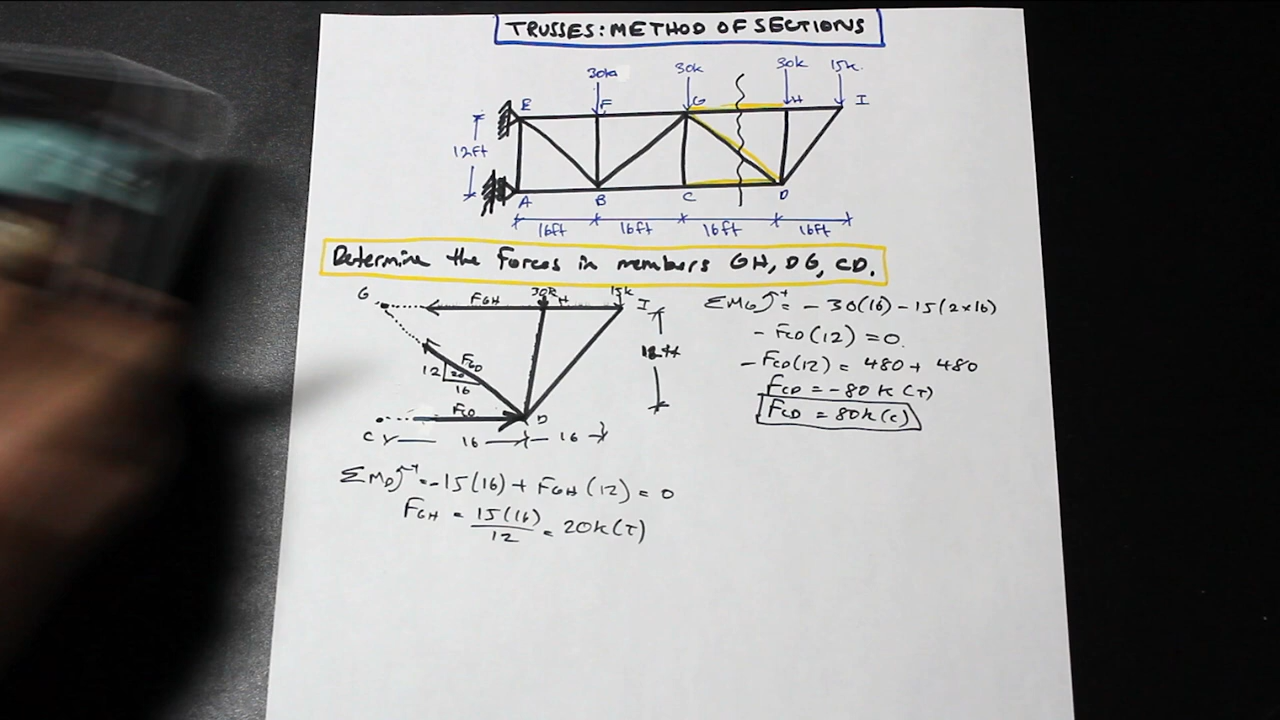 TRUSSES: METHOD OF SECTIONS
30k 30k 30k 15k.
E F G H I
12ft
A B C D
16ft 16ft 16ft 16ft
Determine the forces in members GH, DG, CD.
G FGH 30k H 15k I
12 20 16
FCD
12ft
FCD D
C 16 16
ΣMD = -15(16) + FGH (12) = 0
FGH = 15(16)/12 = 20k(T)
ΣMG + = - 30(16) - 15(2×16)
- FCD (12) = 0.
- FCD(12) = 480 + 480
FCD = -80 K (T)
FCD = 80k(C)